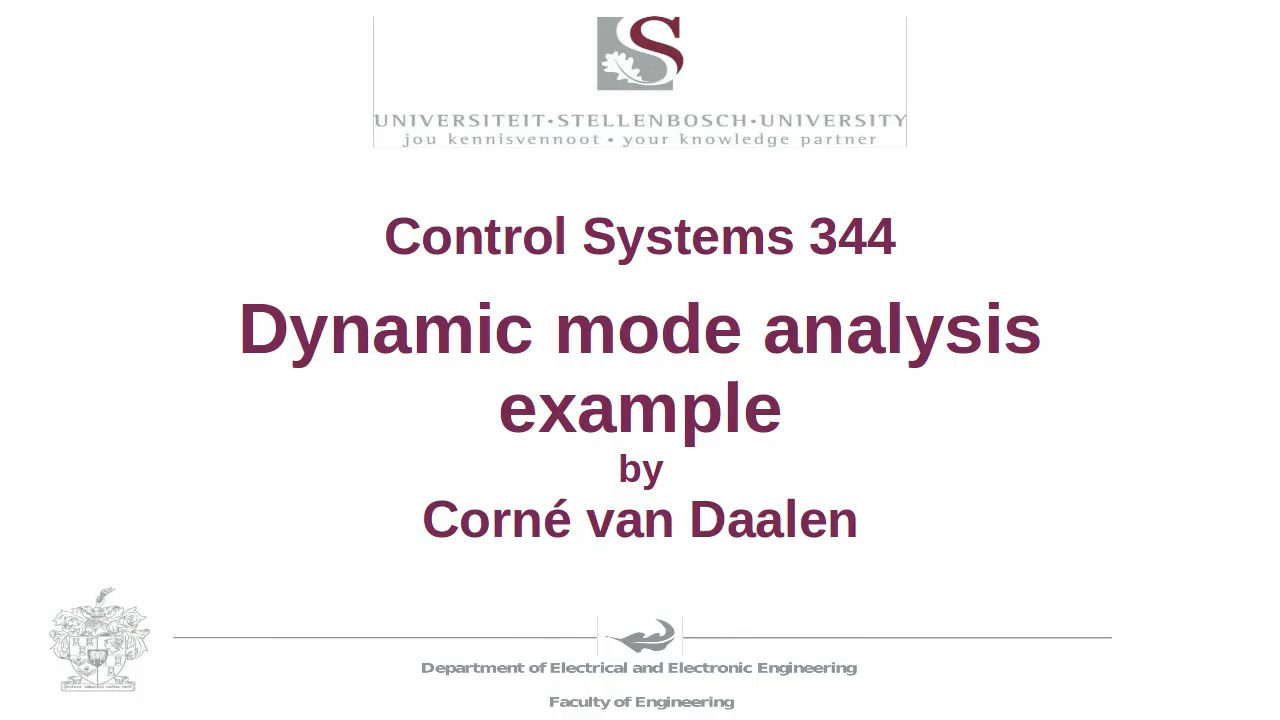 UNIVERSITEIT•STELLENBOSCH•UNIVERSITY
jou kennisvennoot • your knowledge partner
Control Systems 344
Dynamic mode analysis
example
by
Corné van Daalen
Department of Electrical and Electronic Engineering
Faculty of Engineering